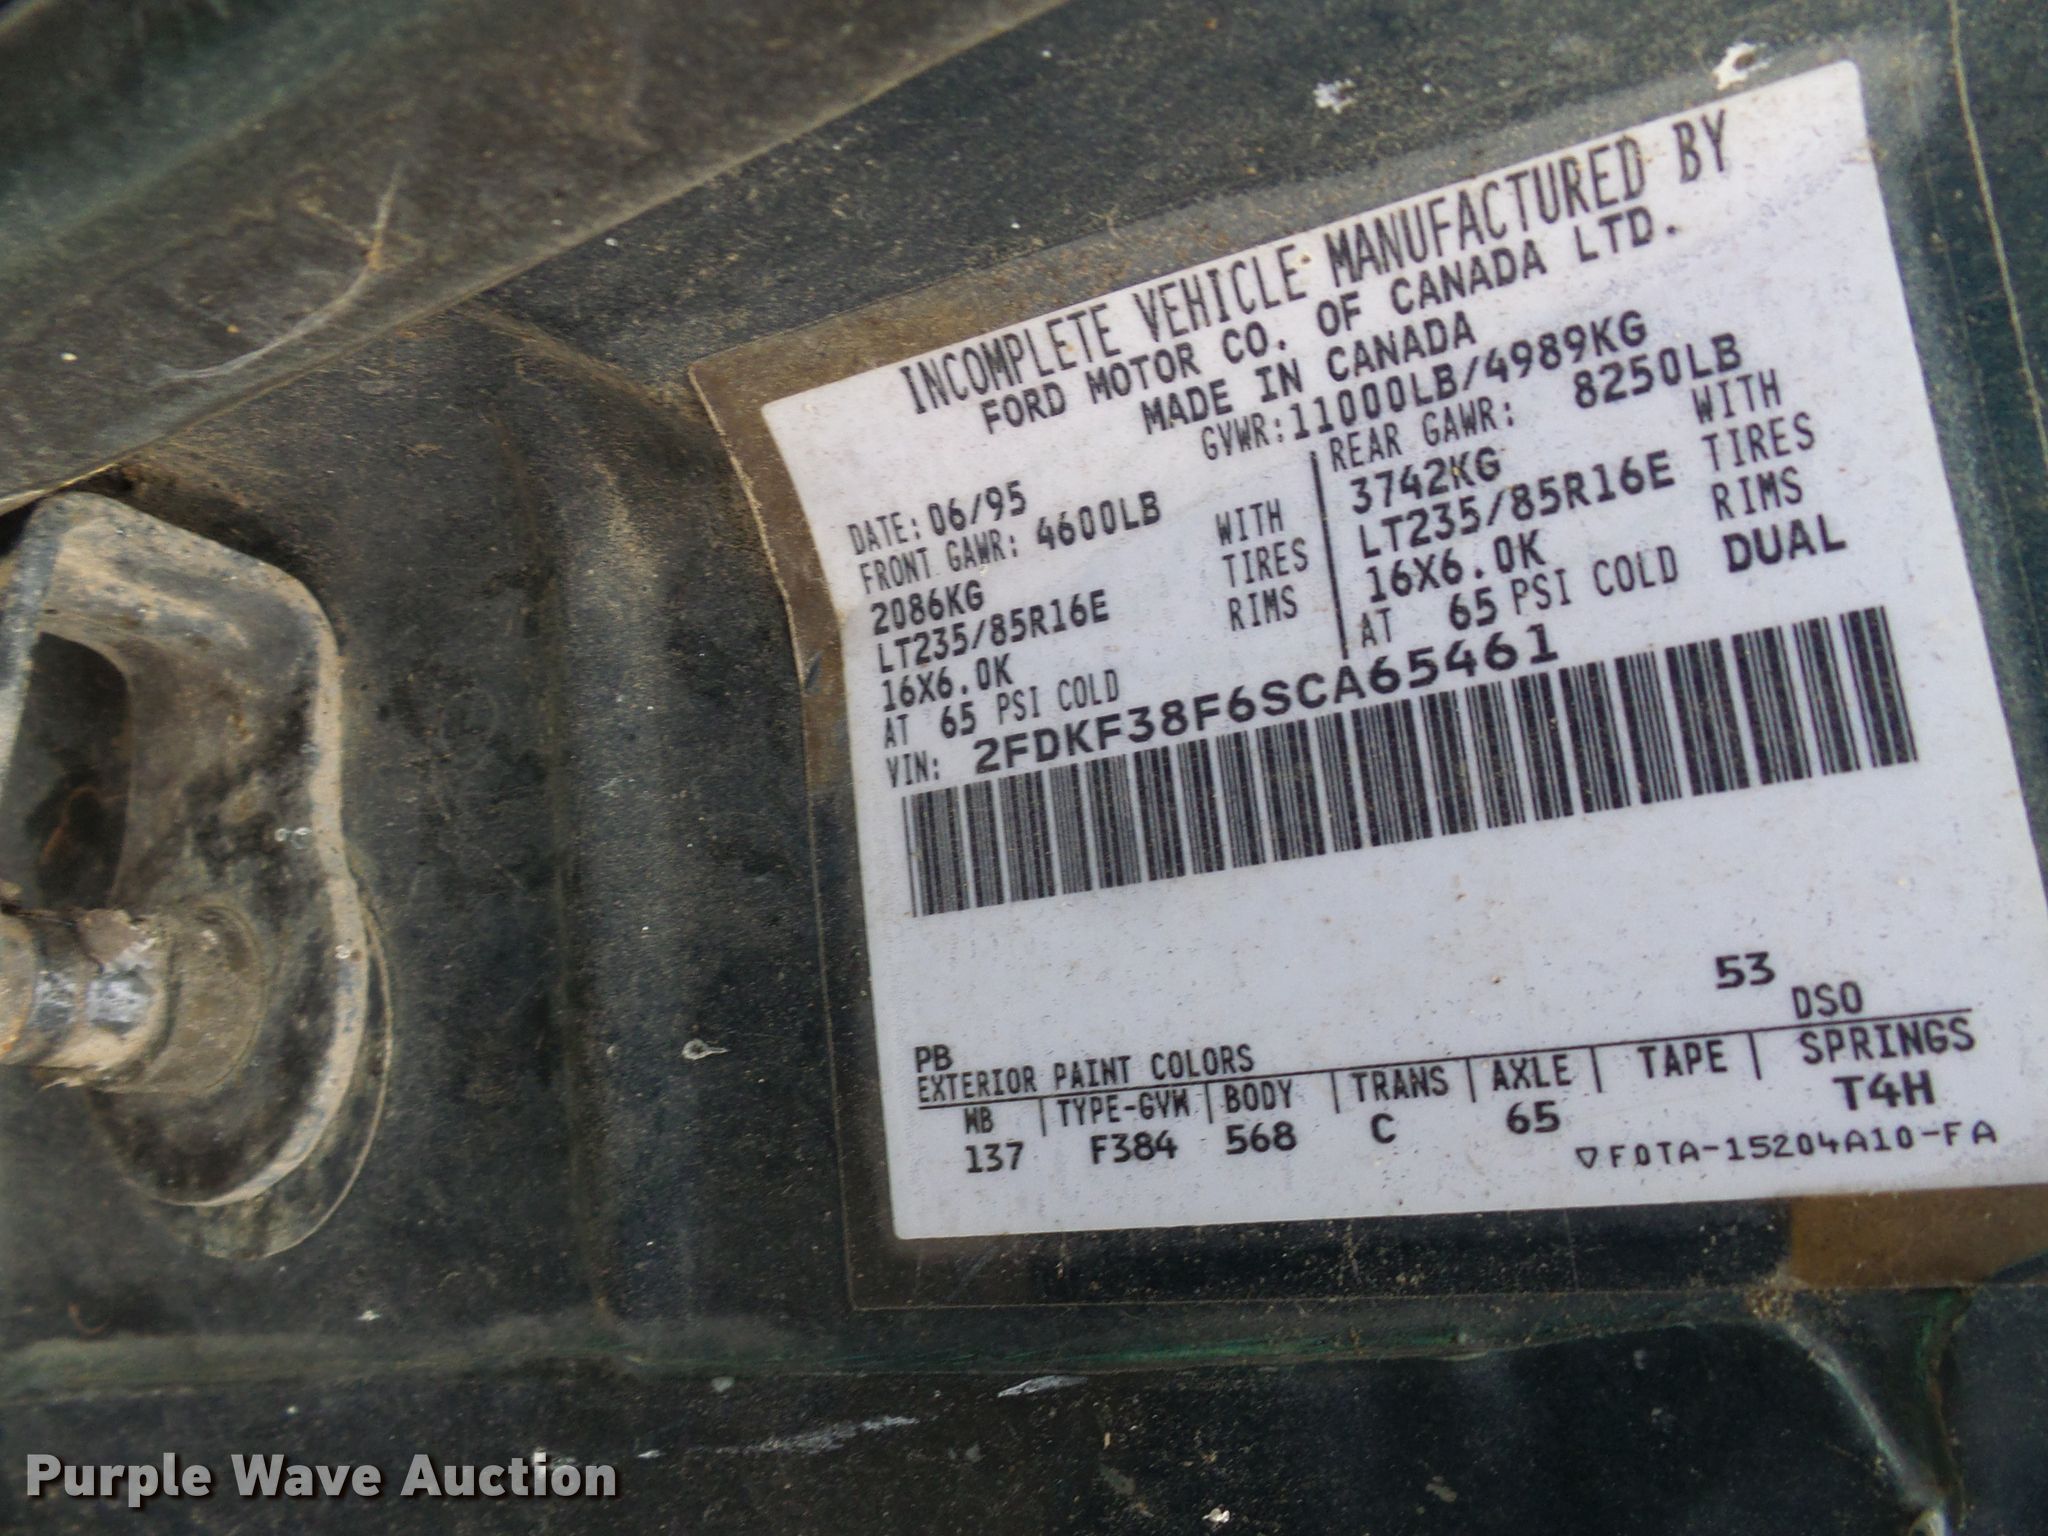 INCOMPLETE VEHICLE MANUFACTURED BY
FORD MOTOR CO. OF CANADA LTD.
MADE IN CANADA
GVWR:11000LB/4989KG
DATE: 06/95
FRONT GAWR: 4600LB
2086KG WITH
LT235/85R16E TIRES
16X6.0K RIMS
AT 65 PSI COLD
REAR GAWR: 8250LB
3742KG WITH
LT235/85R16E TIRES
16X6.0K RIMS
AT 65 PSI COLD DUAL
VIN: 2FDKF38F6SCA65461
53
PB DSO
EXTERIOR PAINT COLORS
WB | TYPE-GVW | BODY | TRANS | AXLE | TAPE | SPRINGS
137 F384 568 C 65 T4H
▽F0TA-15204A10-FA
Purple Wave Auction